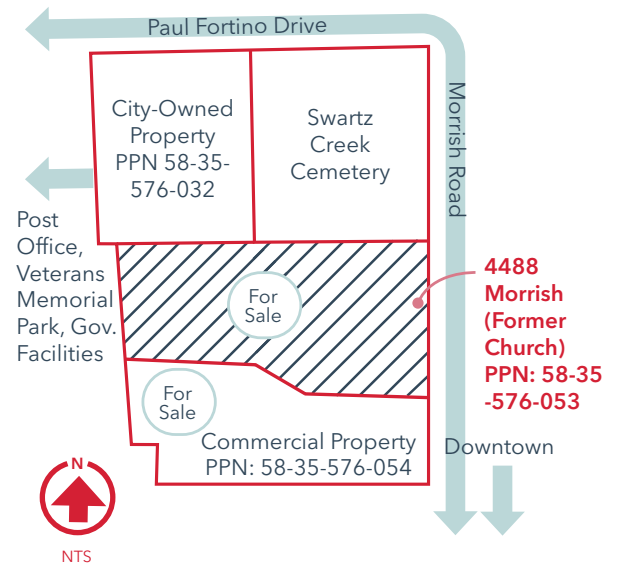 Paul Fortino Drive
City-Owned
Property
PPN 58-35-
576-032
Swartz
Creek
Cemetery
Morrish Road
Post
Office,
Veterans
Memorial
Park, Gov.
Facilities
For
Sale
4488
Morrish
(Former
Church)
PPN: 58-35
-576-053
For
Sale
Commercial Property
PPN: 58-35-576-054
Downtown
N
NTS